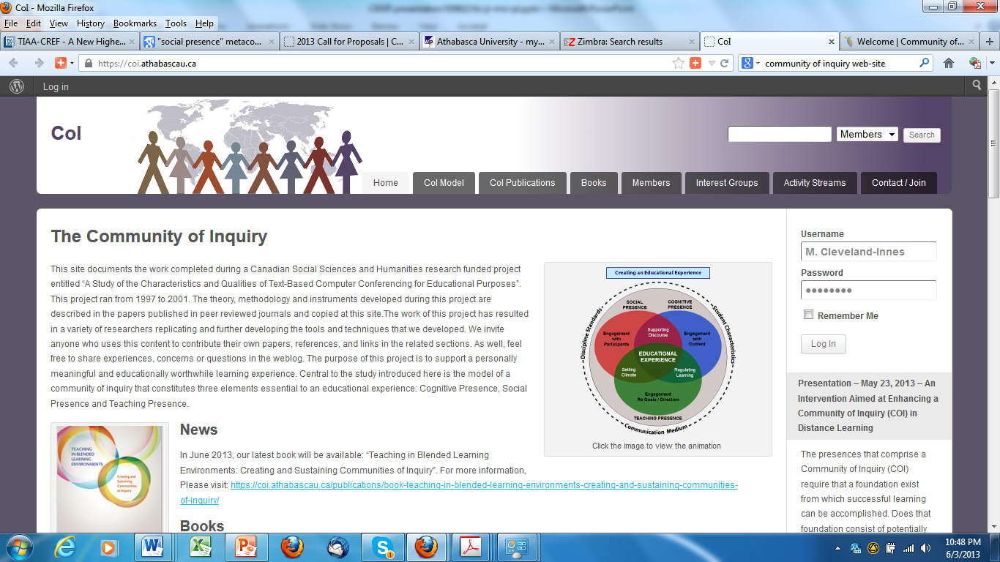 CoI - Mozilla Firefox
File Edit View History Bookmarks Tools Help
TIAA-CREF - A New Highe...
"social presence" metaco...
2013 Call for Proposals | C...
Athabasca University - my...
Zimbra: Search results
CoI
Welcome | Community of...
https://coi.athabascau.ca
community of inquiry web-site
Log in
CoI
Members
Search
Home
CoI Model
CoI Publications
Books
Members
Interest Groups
Activity Streams
Contact / Join
The Community of Inquiry
This site documents the work completed during a Canadian Social Sciences and Humanities research funded project
entitled “A Study of the Characteristics and Qualities of Text-Based Computer Conferencing for Educational Purposes”.
This project ran from 1997 to 2001. The theory, methodology and instruments developed during this project are
described in the papers published in peer reviewed journals and copied at this site.The work of this project has resulted
in a variety of researchers replicating and further developing the tools and techniques that we developed. We invite
anyone who uses this content to contribute their own papers, references, and links in the related sections. As well, feel
free to share experiences, concerns or questions in the weblog. The purpose of this project is to support a personally
meaningful and educationally worthwhile learning experience. Central to the study introduced here is the model of a
community of inquiry that constitutes three elements essential to an educational experience: Cognitive Presence, Social
Presence and Teaching Presence.
Creating an Educational Experience
Discipline Standards
Student Characteristics
Communication Medium
SOCIAL
PRESENCE
COGNITIVE
PRESENCE
Supporting
Discourse
Engagement
with
Participants
Engagement
with
Content
EDUCATIONAL
EXPERIENCE
Setting
Climate
Regulating
Learning
Engagement
Re Goals / Direction
TEACHING PRESENCE
Click the image to view the animation
TEACHING
IN BLENDED
LEARNING
ENVIRONMENTS
Creating and
Sustaining
Communities
of Inquiry
News
In June 2013, our latest book will be available: “Teaching in Blended Learning
Environments: Creating and Sustaining Communities of Inquiry”. For more information,
Please visit: https://coi.athabascau.ca/publications/book-teaching-in-blended-learning-environments-creating-and-sustaining-communities-
of-inquiry/
Books
Username
M. Cleveland-Innes
Password
Remember Me
Log In
Presentation – May 23, 2013 – An
Intervention Aimed at Enhancing a
Community of Inquiry (COI) in
Distance Learning
The presences that comprise a
Community of Inquiry (COI)
require that a foundation exist
from which successful learning
can be accomplished. Does that
foundation consist of potentially
10:48 PM
6/3/2013